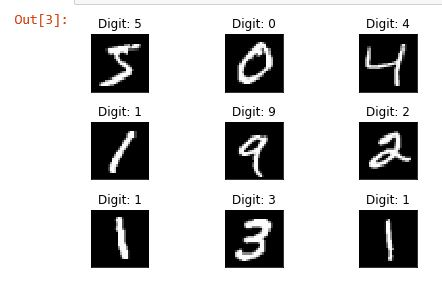 Out[3]:
Digit: 5 Digit: 0 Digit: 4
5 0 4
Digit: 1 Digit: 9 Digit: 2
1 9 2
Digit: 1 Digit: 3 Digit: 1
1 3 1